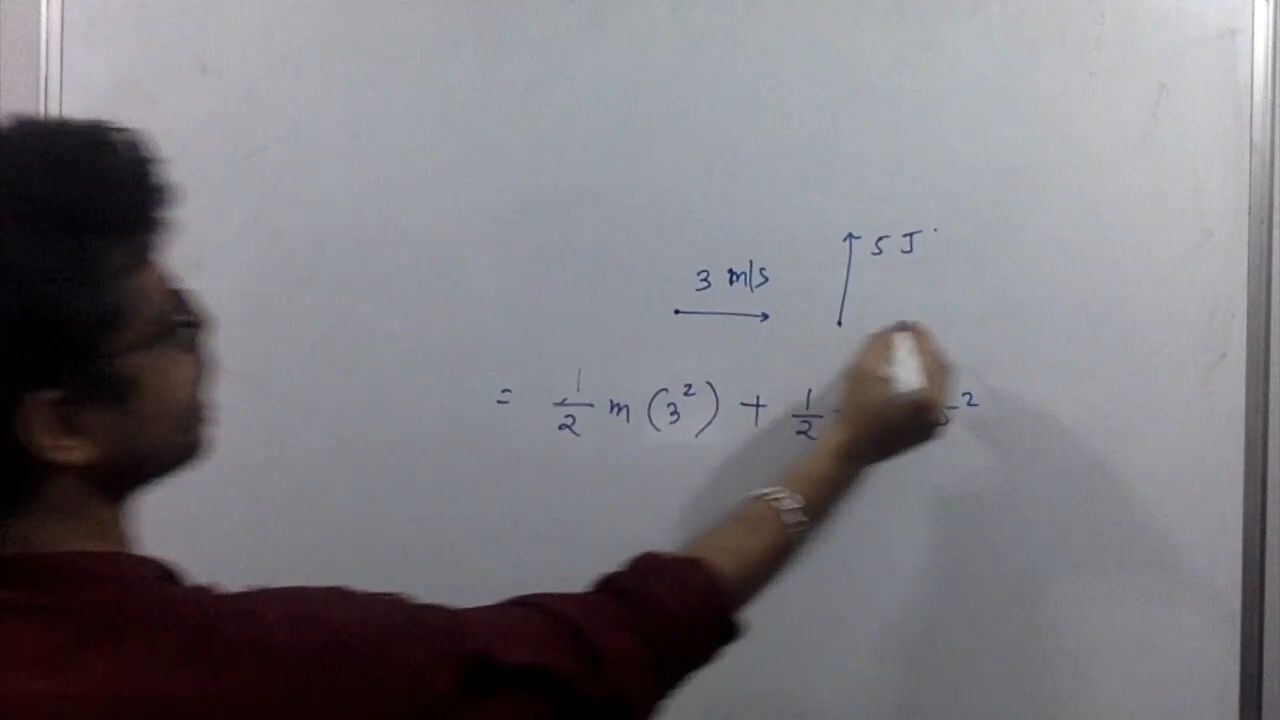 5 J
3 m/s
= 1/2 m (3²) + 1/2